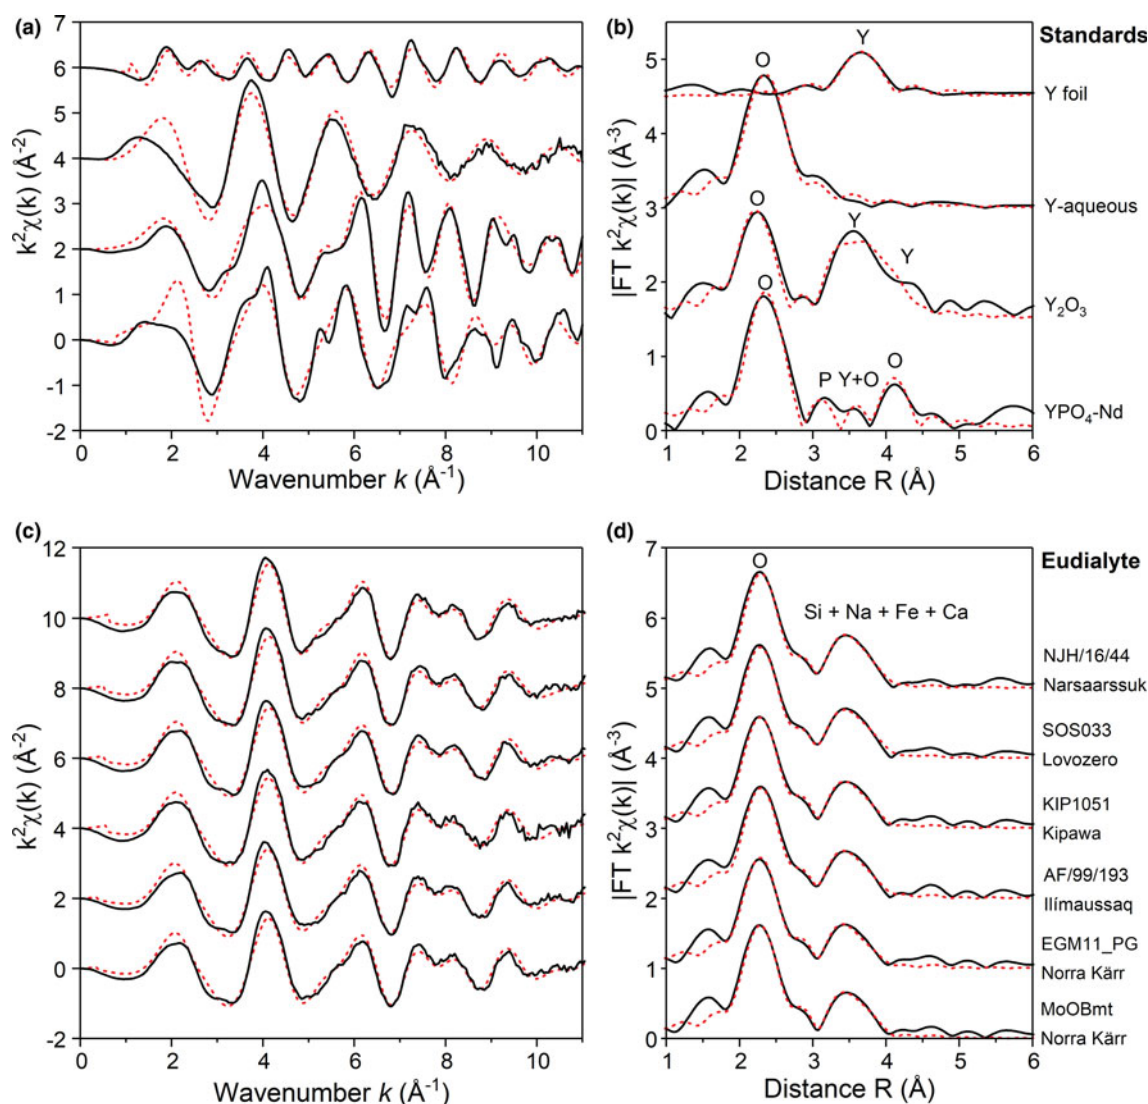 (a)
7
6
5
4
3
2
1
0
-1
-2
k²χ(k) (Å⁻²)
0 2 4 6 8 10
Wavenumber k (Å⁻¹)
(b)
Standards
5
4
3
2
1
0
|FT k²χ(k)| (Å⁻³)
Y
O
Y foil
Y-aqueous
O
Y
Y
Y₂O₃
O
P Y+O O
YPO₄-Nd
1 2 3 4 5 6
Distance R (Å)
(c)
12
10
8
6
4
2
0
-2
k²χ(k) (Å⁻²)
0 2 4 6 8 10
Wavenumber k (Å⁻¹)
(d)
Eudialyte
7
6
5
4
3
2
1
0
|FT k²χ(k)| (Å⁻³)
O
Si + Na + Fe + Ca
NJH/16/44
Narsaarssuk
SOS033
Lovozero
KIP1051
Kipawa
AF/99/193
Ilímaussaq
EGM11_PG
Norra Kärr
MoOBmt
Norra Kärr
1 2 3 4 5 6
Distance R (Å)